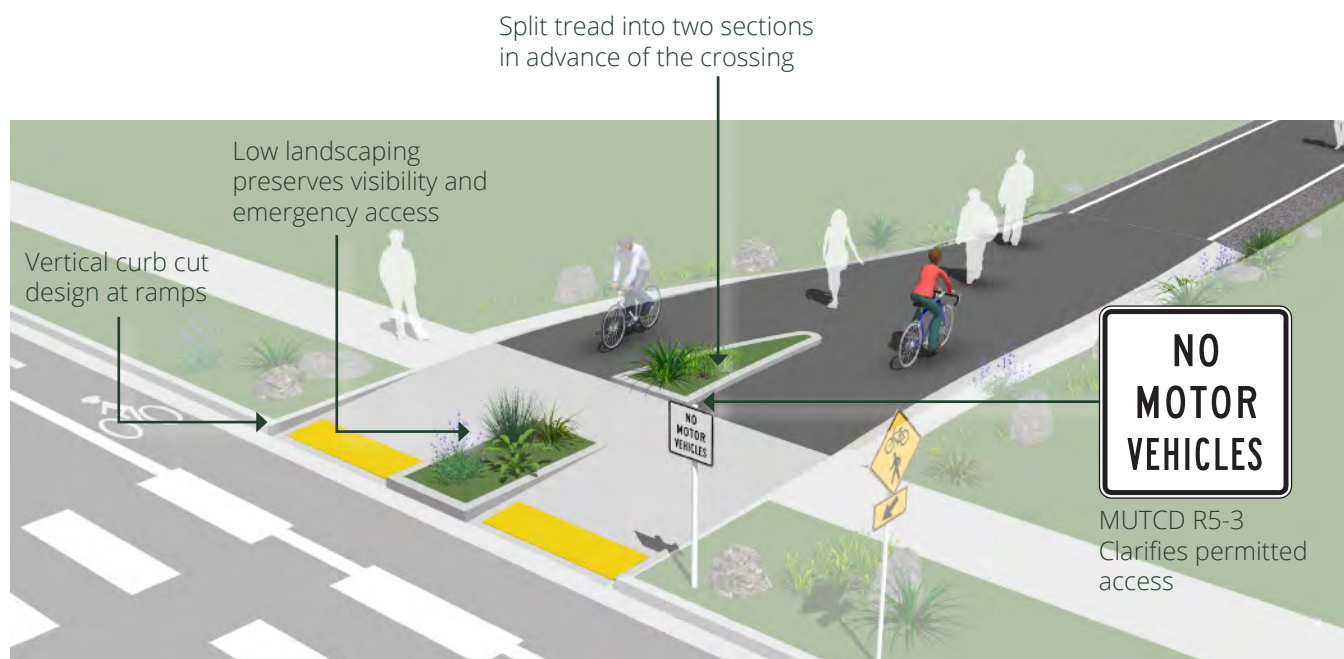 Split tread into two sections
in advance of the crossing
Low landscaping
preserves visibility and
emergency access
Vertical curb cut
design at ramps
NO
MOTOR
VEHICLES
NO
MOTOR
VEHICLES
MUTCD R5-3
Clarifies permitted
access